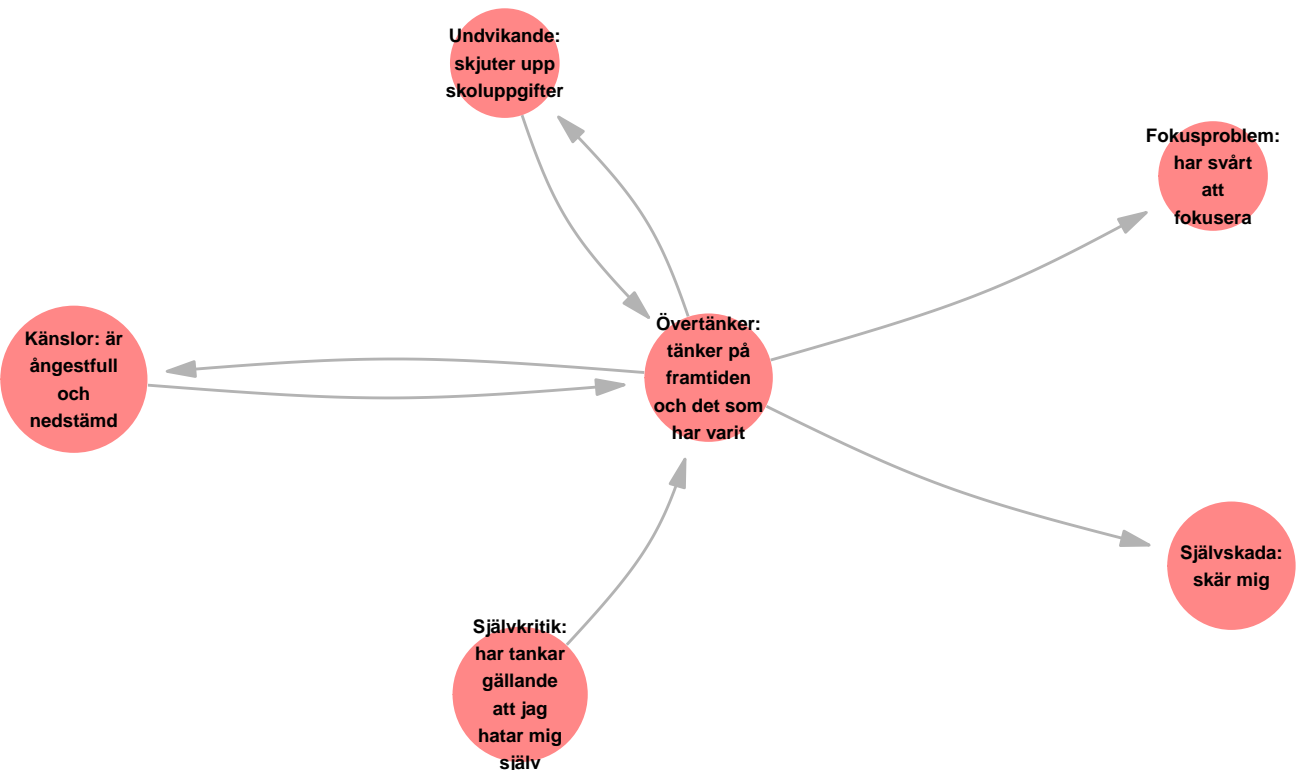 Undvikande:
skjuter upp
skoluppgifter
Fokusproblem:
har svårt
att
fokusera
Känslor: är
ångestfull
och
nedstämd
Övertänker:
tänker på
framtiden
och det som
har varit
Självskada:
skär mig
Självkritik:
har tankar
gällande
att jag
hatar mig
själv